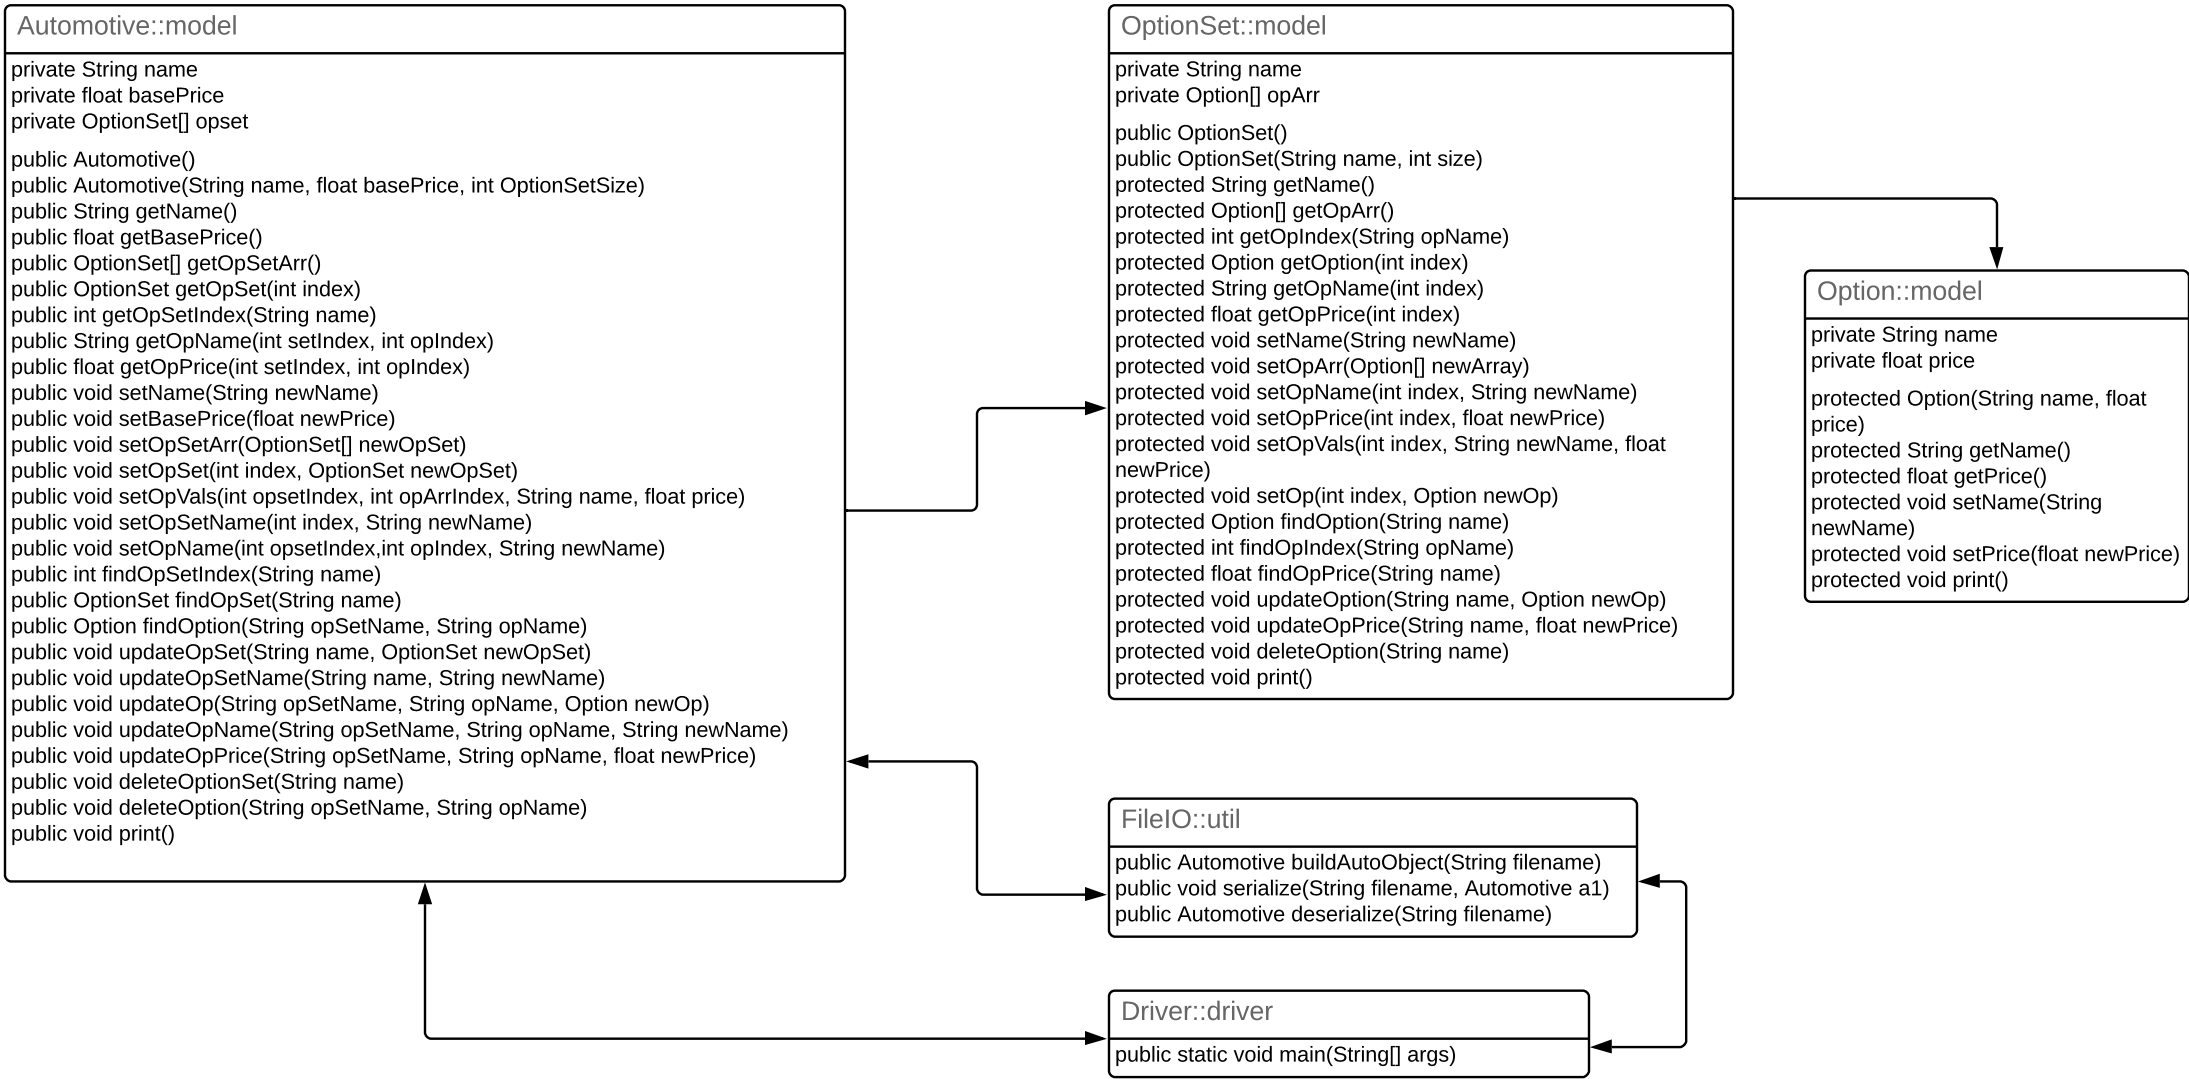 Automotive::model
private String name
private float basePrice
private OptionSet[] opset
public Automotive()
public Automotive(String name, float basePrice, int OptionSetSize)
public String getName()
public float getBasePrice()
public OptionSet[] getOpSetArr()
public OptionSet getOpSet(int index)
public int getOpSetIndex(String name)
public String getOpName(int setIndex, int opIndex)
public float getOpPrice(int setIndex, int opIndex)
public void setName(String newName)
public void setBasePrice(float newPrice)
public void setOpSetArr(OptionSet[] newOpSet)
public void setOpSet(int index, OptionSet newOpSet)
public void setOpVals(int opsetIndex, int opArrIndex, String name, float price)
public void setOpSetName(int index, String newName)
public void setOpName(int opsetIndex,int opIndex, String newName)
public int findOpSetIndex(String name)
public OptionSet findOpSet(String name)
public Option findOption(String opSetName, String opName)
public void updateOpSet(String name, OptionSet newOpSet)
public void updateOpSetName(String name, String newName)
public void updateOp(String opSetName, String opName, Option newOp)
public void updateOpName(String opSetName, String opName, String newName)
public void updateOpPrice(String opSetName, String opName, float newPrice)
public void deleteOptionSet(String name)
public void deleteOption(String opSetName, String opName)
public void print()
OptionSet::model
private String name
private Option[] opArr
public OptionSet()
public OptionSet(String name, int size)
protected String getName()
protected Option[] getOpArr()
protected int getOpIndex(String opName)
protected Option getOption(int index)
protected String getOpName(int index)
protected float getOpPrice(int index)
protected void setName(String newName)
protected void setOpArr(Option[] newArray)
protected void setOpName(int index, String newName)
protected void setOpPrice(int index, float newPrice)
protected void setOpVals(int index, String newName, float
newPrice)
protected void setOp(int index, Option newOp)
protected Option findOption(String name)
protected int findOpIndex(String opName)
protected float findOpPrice(String name)
protected void updateOption(String name, Option newOp)
protected void updateOpPrice(String name, float newPrice)
protected void deleteOption(String name)
protected void print()
Option::model
private String name
private float price
protected Option(String name, float
price)
protected String getName()
protected float getPrice()
protected void setName(String
newName)
protected void setPrice(float newPrice)
protected void print()
FileIO::util
public Automotive buildAutoObject(String filename)
public void serialize(String filename, Automotive a1)
public Automotive deserialize(String filename)
Driver::driver
public static void main(String[] args)